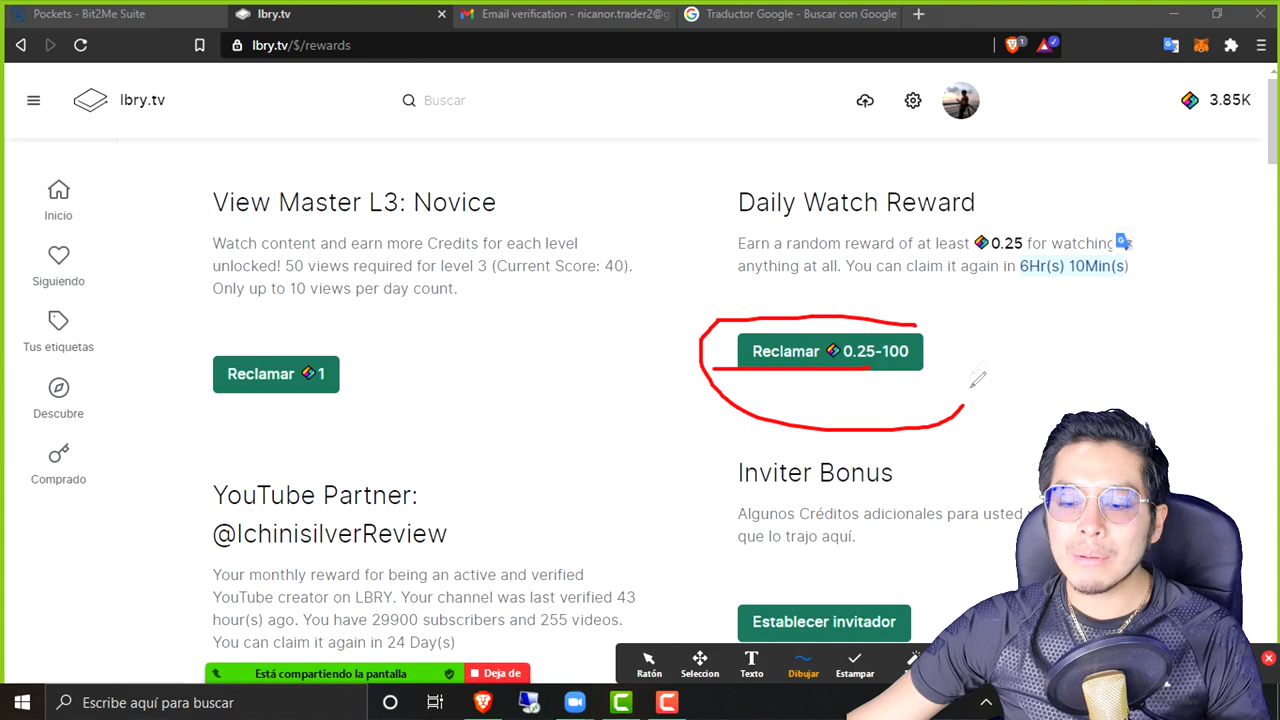 Pockets - Bit2Me Suite
lbry.tv
Email verification - nicanor.trader2@g
Traductor Google - Buscar con Google
lbry.tv/$/rewards
1
lbry.tv
Buscar
3.85K
Inicio
Siguiendo
Tus etiquetas
Descubre
Comprado
View Master L3: Novice
Watch content and earn more Credits for each level
unlocked! 50 views required for level 3 (Current Score: 40).
Only up to 10 views per day count.
Reclamar 1
Daily Watch Reward
Earn a random reward of at least 0.25 for watching
anything at all. You can claim it again in 6Hr(s) 10Min(s)
Reclamar 0.25-100
YouTube Partner:
@IchinisilverReview
Your monthly reward for being an active and verified
YouTube creator on LBRY. Your channel was last verified 43
hour(s) ago. You have 29900 subscribers and 255 videos.
You can claim it again in 24 Day(s)
Inviter Bonus
Algunos Créditos adicionales para usted
que lo trajo aquí.
Establecer invitador
Está compartiendo la pantalla
Deja de
Ratón
Seleccion
Texto
Dibujar
Estampar
Escribe aquí para buscar